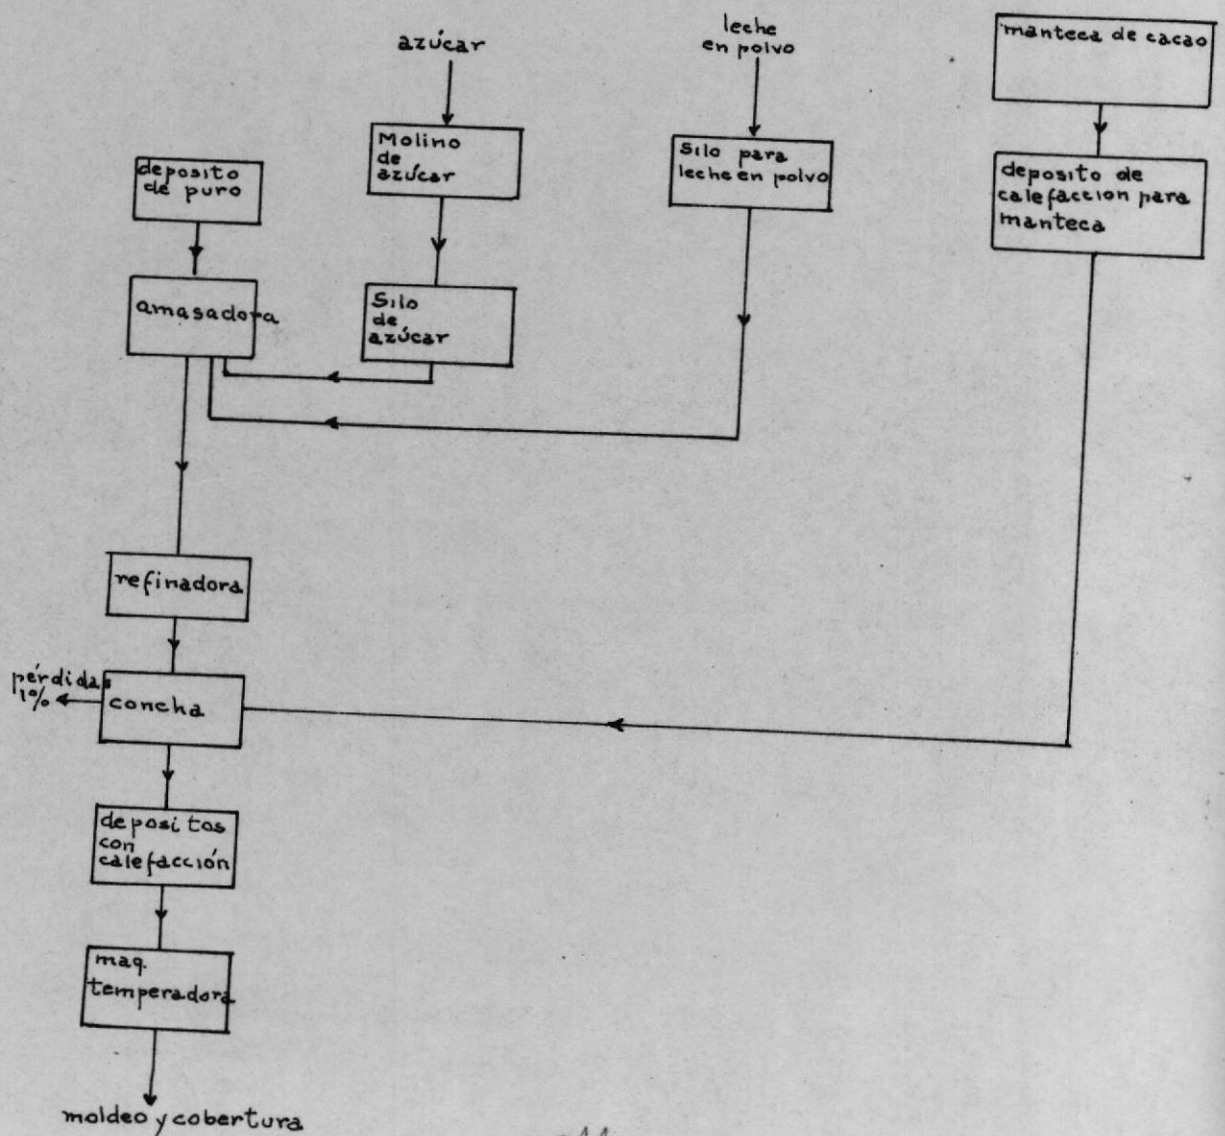 azúcar
leche
en polvo
manteca de cacao
Molino
de
azúcar
Silo para
leche en polvo
deposito
de puro
deposito de
calefaccion para
manteca
amasadora
Silo
de
azúcar
refinadora
pérdidas
1%
concha
depositos
con
calefacción
maq.
temperadora
moldeo y cobertura